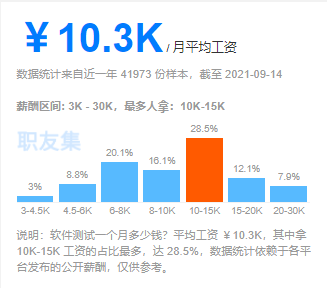 ￥10.3K / 月平均工资
数据统计来自近一年 41973 份样本，截至 2021-09-14
薪酬区间: 3K - 30K，最多人拿：10K-15K
职友集
3% 8.8% 20.1% 16.1% 28.5% 12.1% 7.9%
3-4.5K 4.5-6K 6-8K 8-10K 10-15K 15-20K 20-30K
说明：软件测试一个月多少钱？平均工资 ￥10.3K，其中拿
10K-15K 工资的占比最多，达 28.5%，数据统计依赖于各平
台发布的公开薪酬，仅供参考。